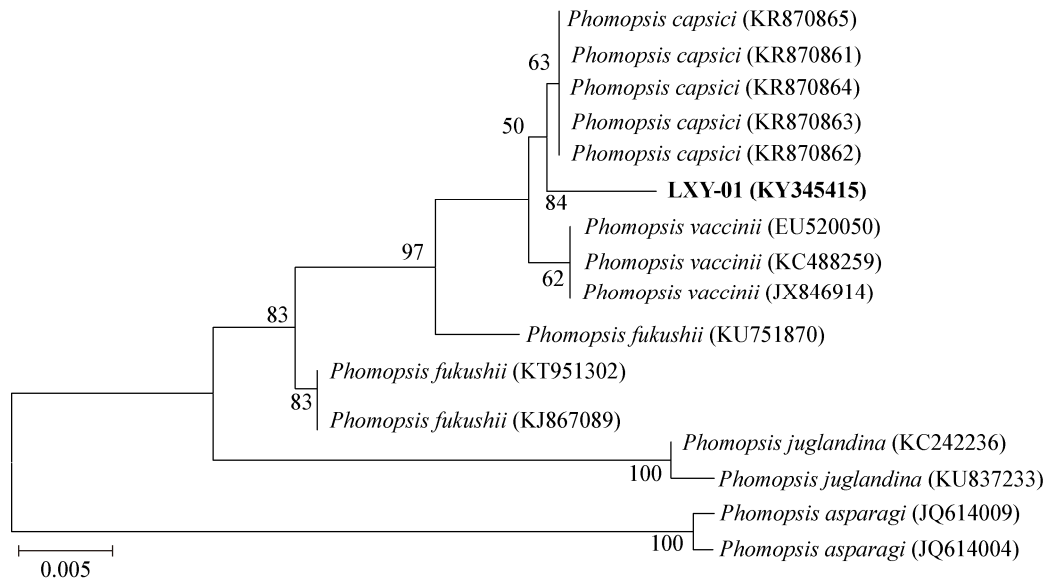 Phomopsis capsici (KR870865)
63
Phomopsis capsici (KR870861)
Phomopsis capsici (KR870864)
50
Phomopsis capsici (KR870863)
Phomopsis capsici (KR870862)
LXY-01 (KY345415)
84
Phomopsis vaccinii (EU520050)
97
Phomopsis vaccinii (KC488259)
62
Phomopsis vaccinii (JX846914)
83
Phomopsis fukushii (KU751870)
Phomopsis fukushii (KT951302)
83
Phomopsis fukushii (KJ867089)
Phomopsis juglandina (KC242236)
100
Phomopsis juglandina (KU837233)
Phomopsis asparagi (JQ614009)
100
Phomopsis asparagi (JQ614004)
0.005